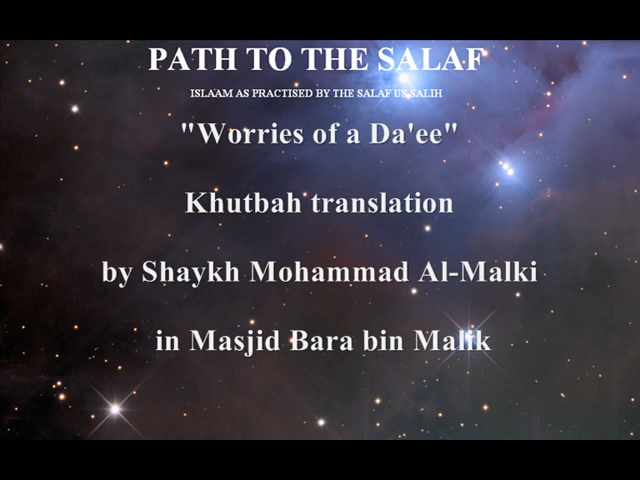 PATH TO THE SALAF
ISLAAM AS PRACTISED BY THE SALAF US SALIH
"Worries of a Da'ee"
Khutbah translation
by Shaykh Mohammad Al-Malki
in Masjid Bara bin Malik